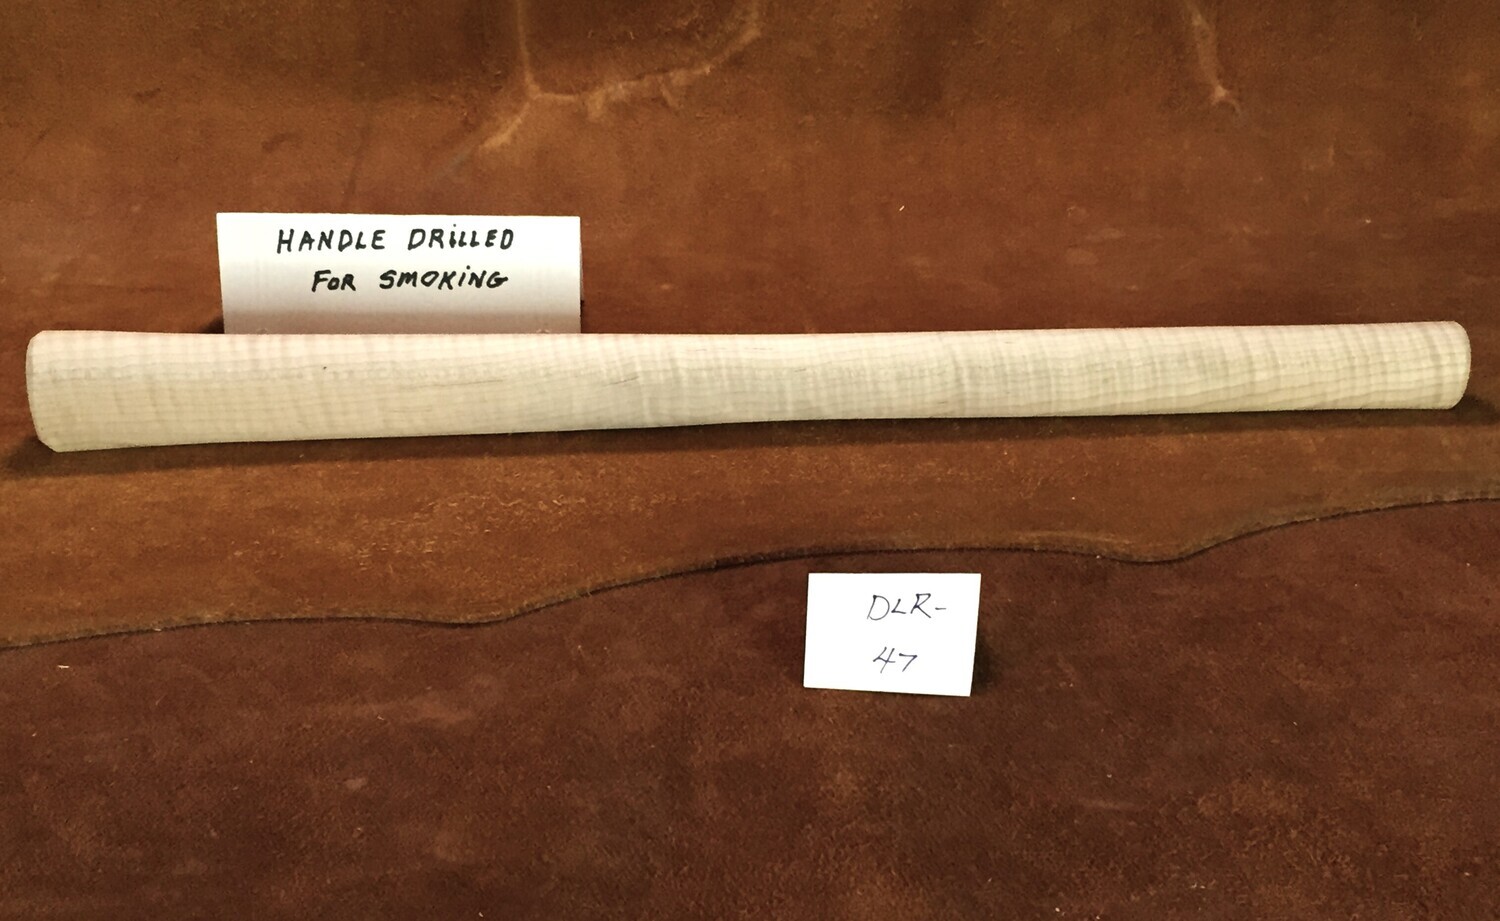 HANDLE DRILLED
FOR SMOKING
DLR-
47